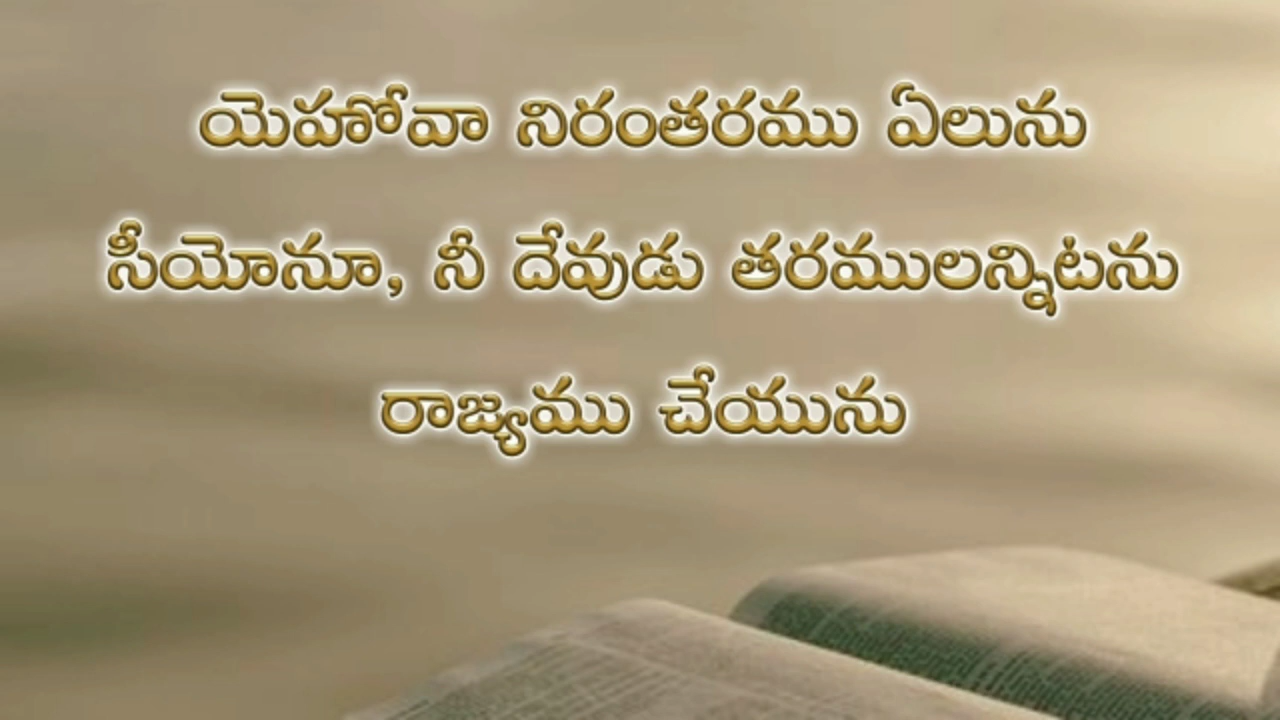 యెహోవా నిరంతరము ఏలును
సీయోనూ, నీ దేవుడు తరములన్నిటను
రాజ్యము చేయును